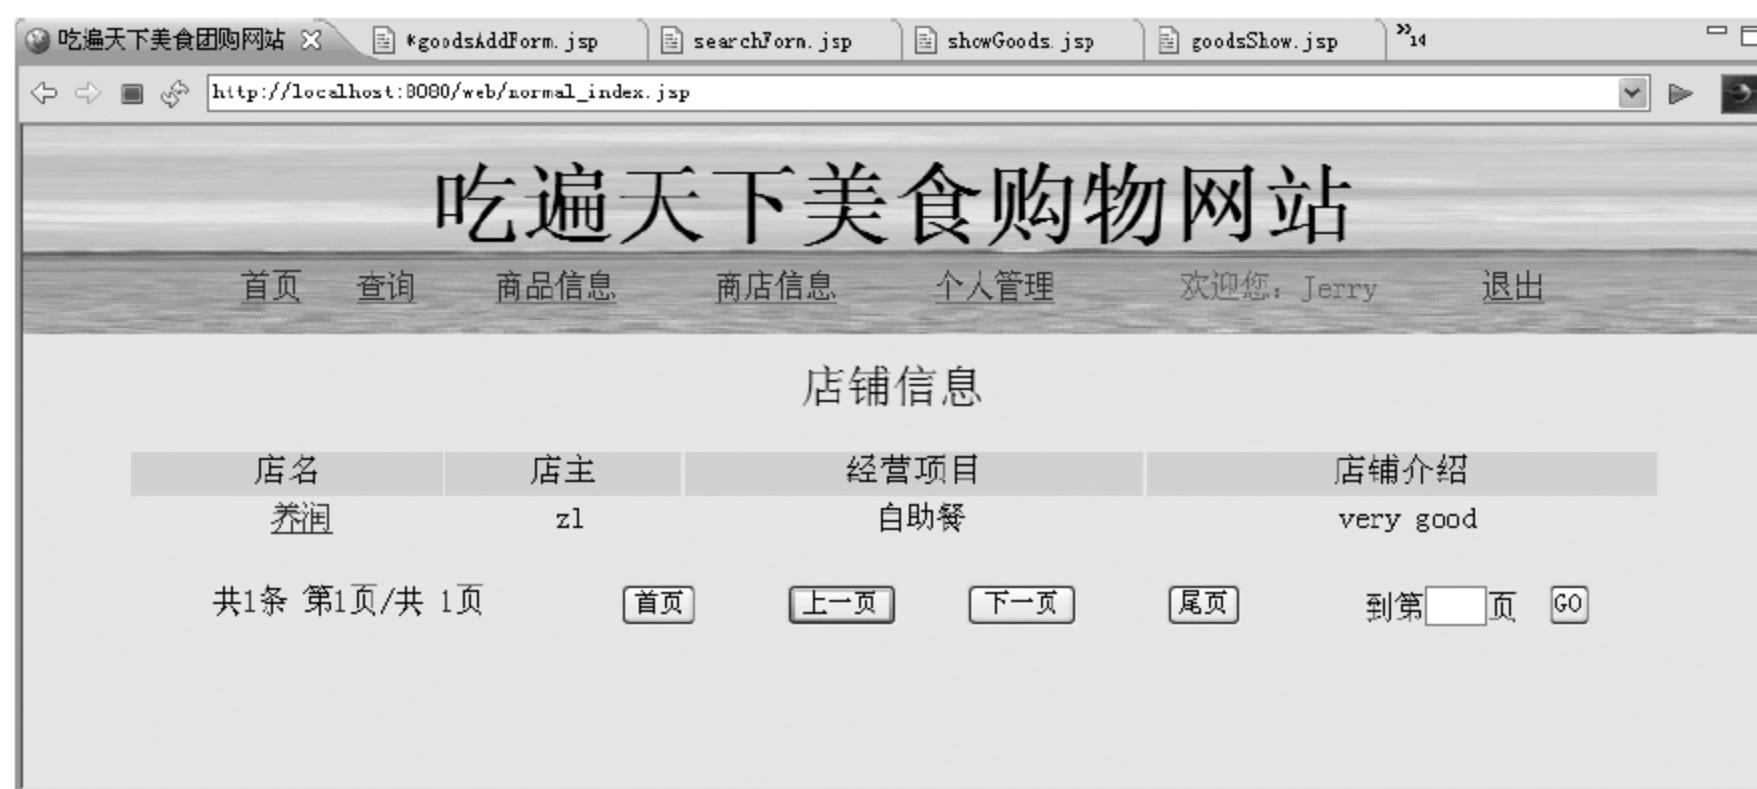 吃遍天下美食团购网站 *goodsAddForm.jsp searchForm.jsp showGoods.jsp goodsShow.jsp »14
http://localhost:8080/web/normal_index.jsp
吃遍天下美食购物网站
首页 查询 商品信息 商店信息 个人管理 欢迎您：Jerry 退出
店铺信息
店名 店主 经营项目 店铺介绍
养润 zl 自助餐 very good
共1条 第1页/共 1页 首页 上一页 下一页 尾页 到第 页 GO